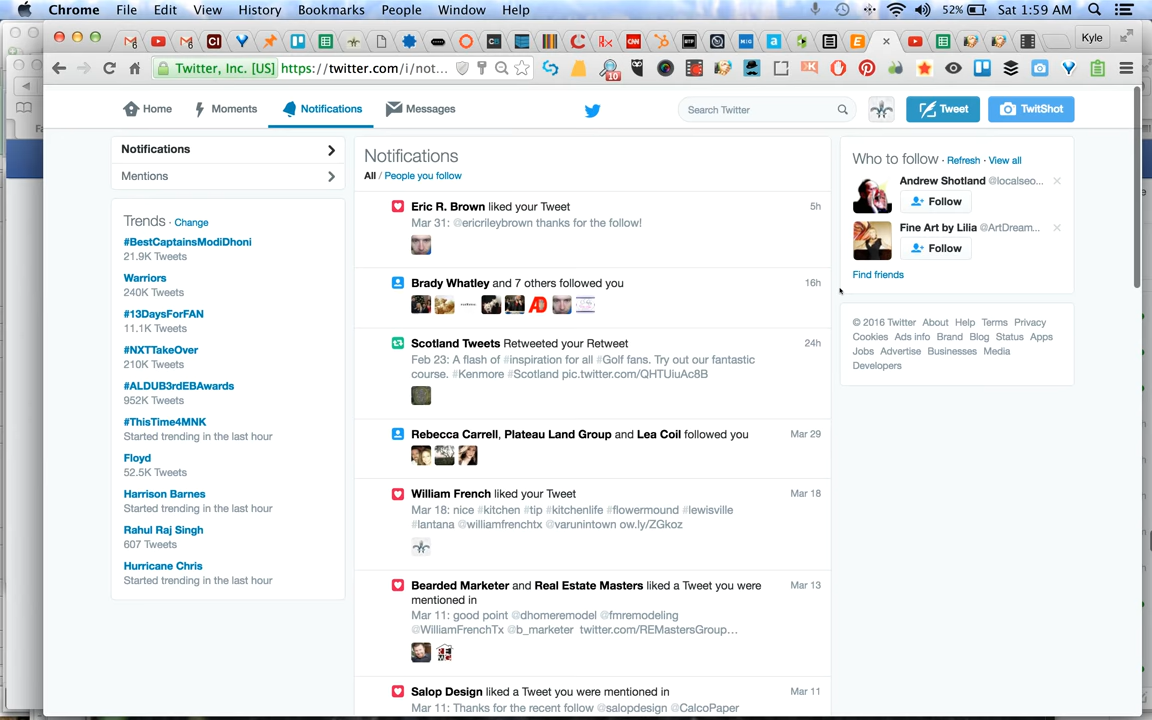 Chrome File Edit View History Bookmarks People Window Help 52% Sat 1:59 AM
Kyle
Twitter, Inc. [US] https://twitter.com/i/not... 10
Home Moments Notifications Messages Search Twitter Tweet TwitShot
Notifications
Mentions
Trends · Change
#BestCaptainsModiDhoni
21.9K Tweets
Warriors
240K Tweets
#13DaysForFAN
11.1K Tweets
#NXTTakeOver
210K Tweets
#ALDUB3rdEBAwards
952K Tweets
#ThisTime4MNK
Started trending in the last hour
Floyd
52.5K Tweets
Harrison Barnes
Started trending in the last hour
Rahul Raj Singh
607 Tweets
Hurricane Chris
Started trending in the last hour
Notifications
All / People you follow
Eric R. Brown liked your Tweet 5h
Mar 31: @ericrileybrown thanks for the follow!
Brady Whatley and 7 others followed you 16h
Scotland Tweets Retweeted your Retweet 24h
Feb 23: A flash of #inspiration for all #Golf fans. Try out our fantastic
course. #Kenmore #Scotland pic.twitter.com/QHTUiuAc8B
Rebecca Carrell, Plateau Land Group and Lea Coil followed you Mar 29
William French liked your Tweet Mar 18
Mar 18: nice #kitchen #tip #kitchenlife #flowermound #lewisville
#lantana @williamfrenchtx @varunintown ow.ly/ZGkoz
Bearded Marketer and Real Estate Masters liked a Tweet you were Mar 13
mentioned in
Mar 11: good point @dhomeremodel @fmremodeling
@WilliamFrenchTx @b_marketer twitter.com/REMastersGroup...
Salop Design liked a Tweet you were mentioned in Mar 11
Mar 11: Thanks for the recent follow @salopdesign @CalcoPaper
Who to follow · Refresh · View all
Andrew Shotland @localseo...
Follow
Fine Art by Lilia @ArtDream...
Follow
Find friends
© 2016 Twitter About Help Terms Privacy
Cookies Ads info Brand Blog Status Apps
Jobs Advertise Businesses Media
Developers